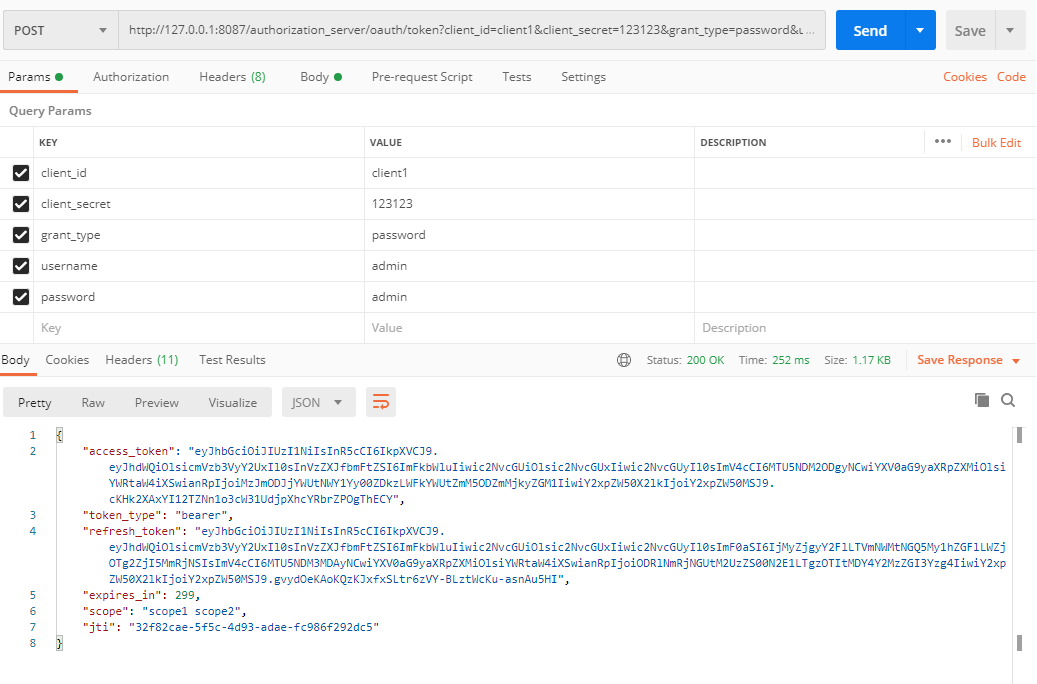 POST http://127.0.0.1:8087/authorization_server/oauth/token?client_id=client1&client_secret=123123&grant_type=password&u... Send Save
Params Authorization Headers (8) Body Pre-request Script Tests Settings Cookies Code
Query Params
KEY VALUE DESCRIPTION ••• Bulk Edit
client_id client1
client_secret 123123
grant_type password
username admin
password admin
Key Value Description
Body Cookies Headers (11) Test Results Status: 200 OK Time: 252 ms Size: 1.17 KB Save Response
Pretty Raw Preview Visualize JSON
1 {
2 "access_token": "eyJhbGciOiJIUzI1NiIsInR5cCI6IkpXVCJ9.
eyJhdWQiOlsicmVzb3VyY2UxIl0sInVzZXJfbmFtZSI6ImFkbWluIiwic2NvcGUiOlsic2NvcGUxIiwic2NvcGUyIl0sImV4cCI6MTU5NDM2ODgyNCwiYXV0aG9yaXRpZXMiOlsi
YWRtaW4iXSwianRpIjoiMzJmODJjYWUtNWY1Yy00ZDkzLWFkYWUtZmM5ODZmMjkyZGM1IiwiY2xpZW50X2lkIjoiY2xpZW50MSJ9.
cKHk2XAxYI12TZNn1o3cW31UdjpXhcYRbrZPOgThECY",
3 "token_type": "bearer",
4 "refresh_token": "eyJhbGciOiJIUzI1NiIsInR5cCI6IkpXVCJ9.
eyJhdWQiOlsicmVzb3VyY2UxIl0sInVzZXJfbmFtZSI6ImFkbWluIiwic2NvcGUiOlsic2NvcGUxIiwic2NvcGUyIl0sImF0aSI6IjMyZjgyY2FlLTVmNWMtNGQ5My1hZGFlLWZj
OTg2ZjI5MmRjNSIsImV4cCI6MTU5NDM3MDAyNCwiYXV0aG9yaXRpZXMiOlsiYWRtaW4iXSwianRpIjoiODRlNmRjNGUtM2UzZS00N2E1LTgzOTItMDY4Y2MzZGI3Yzg4IiwiY2xp
ZW50X2lkIjoiY2xpZW50MSJ9.gvydOeKAoKQzKJxfxSLtr6zVY-BLztWcKu-asnAu5HI",
5 "expires_in": 299,
6 "scope": "scope1 scope2",
7 "jti": "32f82cae-5f5c-4d93-adae-fc986f292dc5"
8 }